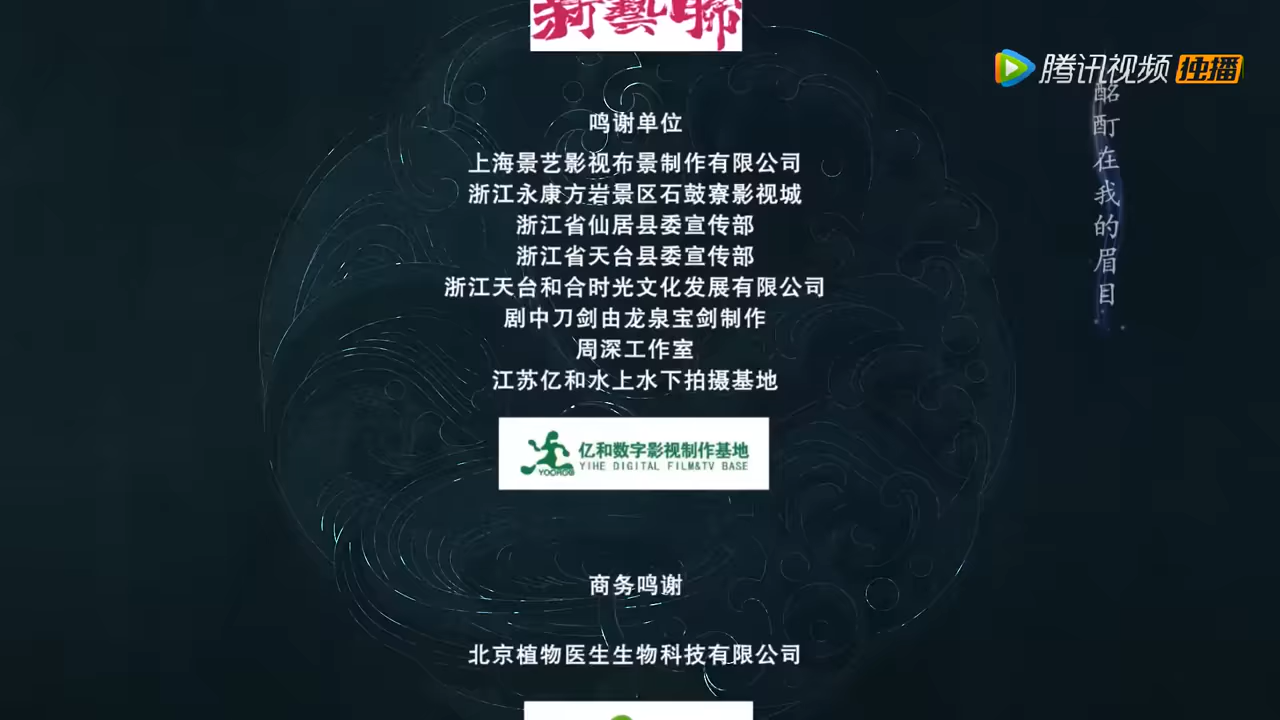 新藝聯
腾讯视频 独播
酩酊在我的眉目
鸣谢单位
上海景艺影视布景制作有限公司
浙江永康方岩景区石鼓寮影视城
浙江省仙居县委宣传部
浙江省天台县委宣传部
浙江天台和合时光文化发展有限公司
剧中刀剑由龙泉宝剑制作
周深工作室
江苏亿和水上水下拍摄基地
亿和数字影视制作基地
YIHE DIGITAL FILM&TV BASE
商务鸣谢
北京植物医生生物科技有限公司